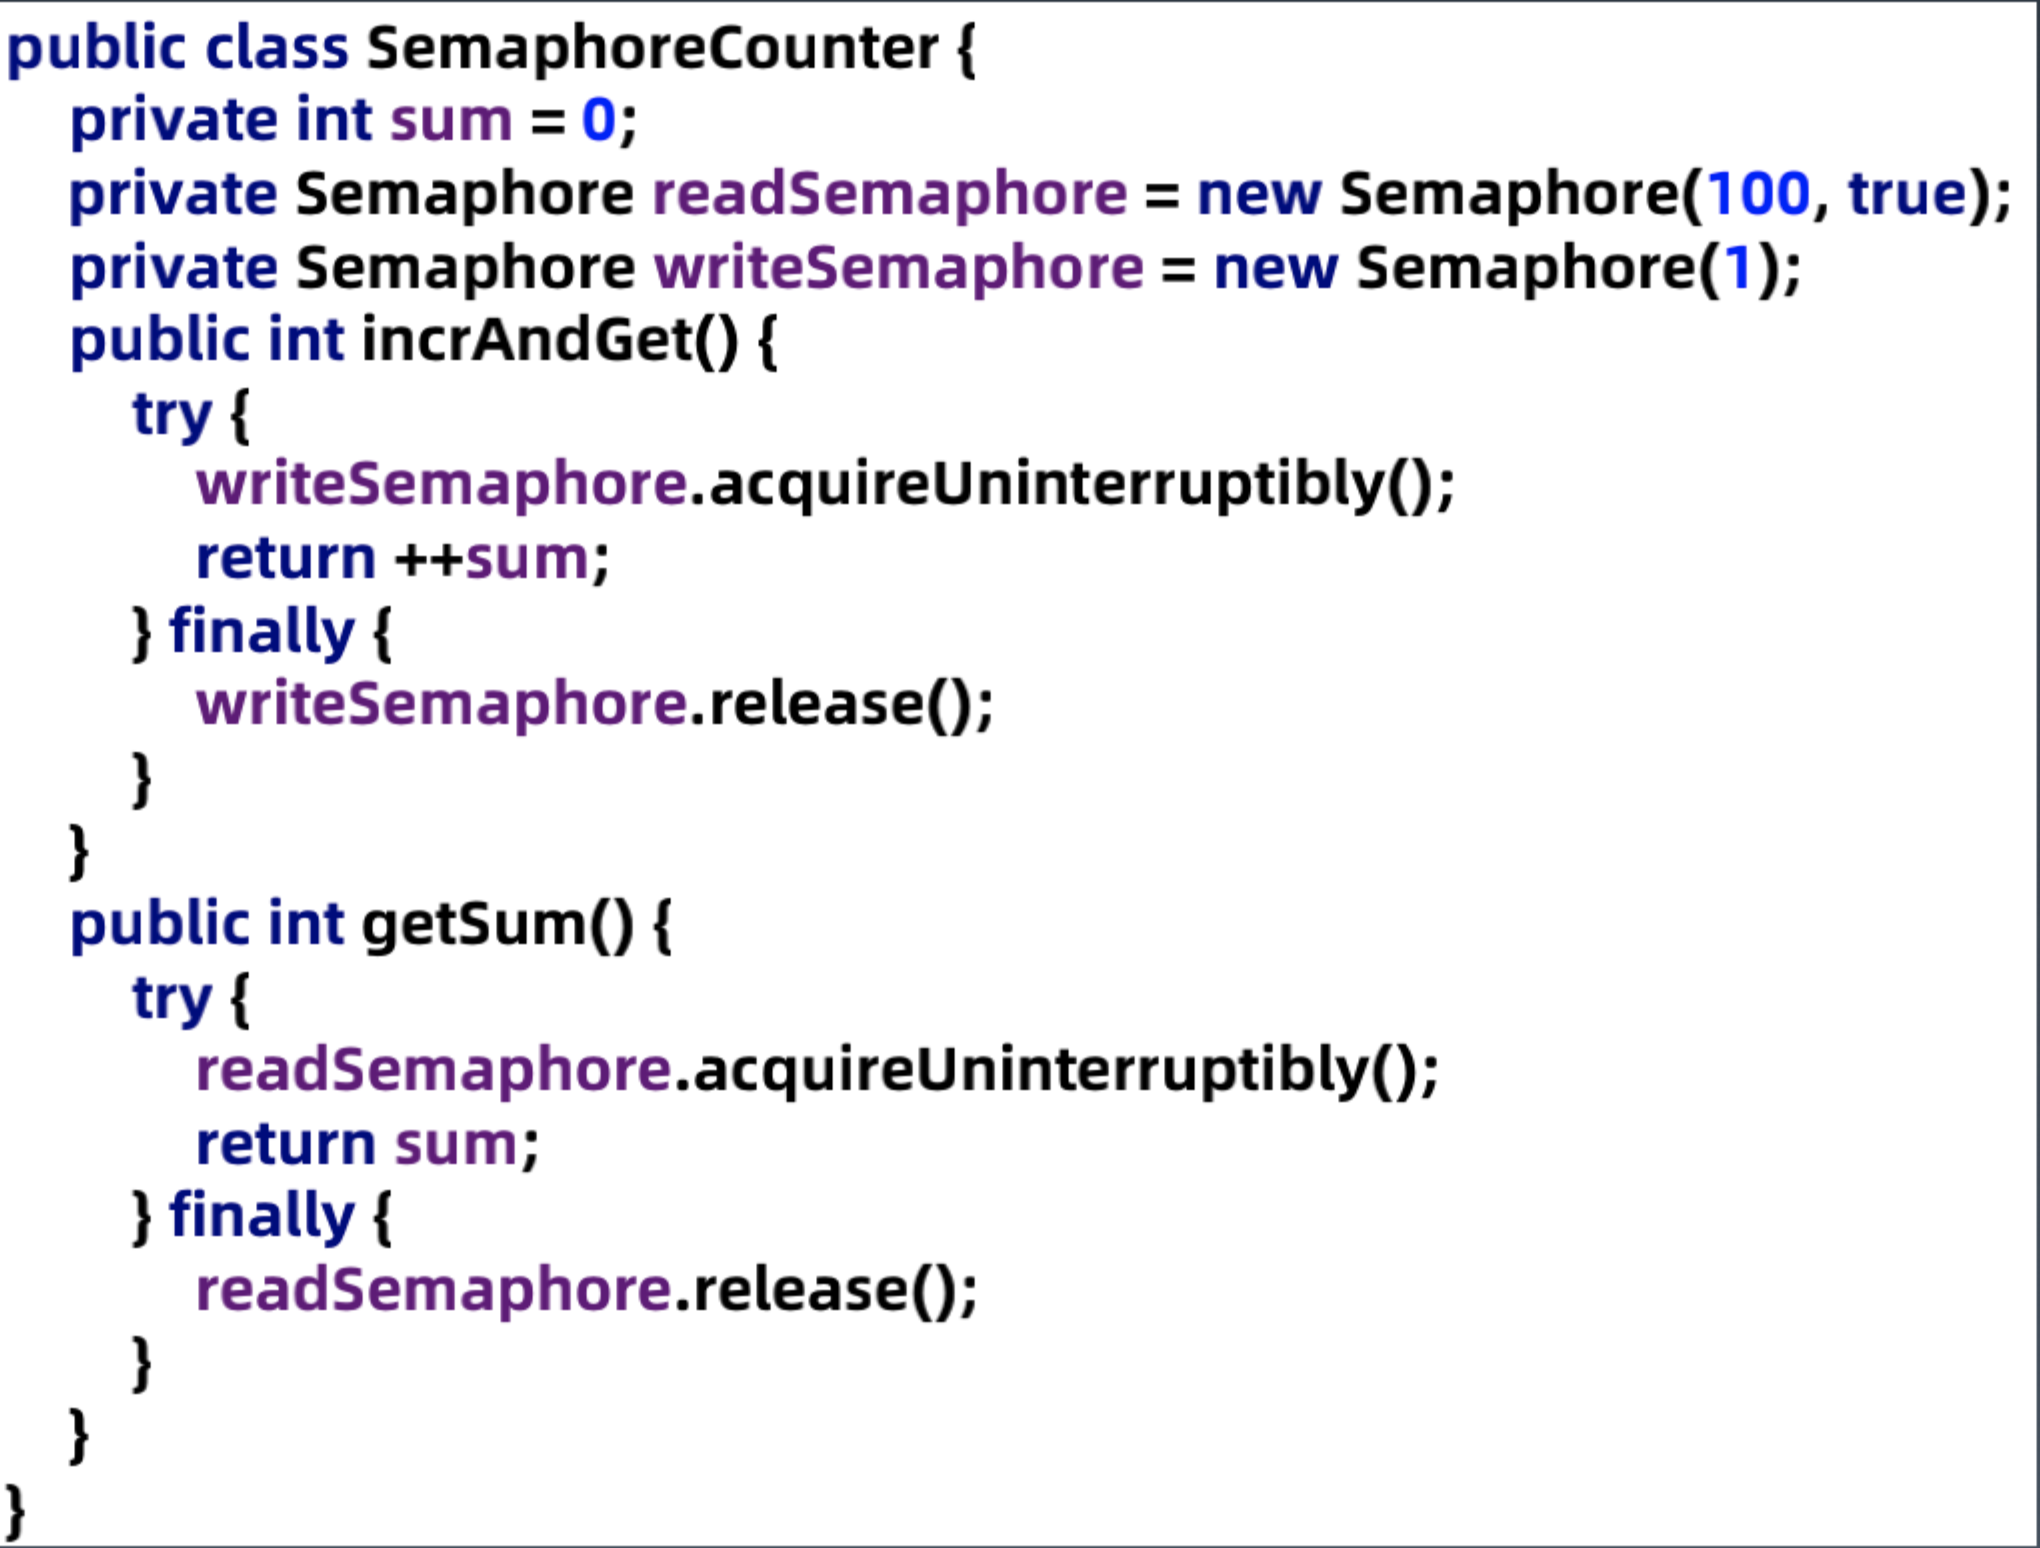 public class SemaphoreCounter {
    private int sum = 0;
    private Semaphore readSemaphore = new Semaphore(100, true);
    private Semaphore writeSemaphore = new Semaphore(1);
    public int incrAndGet() {
        try {
            writeSemaphore.acquireUninterruptibly();
            return ++sum;
        } finally {
            writeSemaphore.release();
        }
    }
    public int getSum() {
        try {
            readSemaphore.acquireUninterruptibly();
            return sum;
        } finally {
            readSemaphore.release();
        }
    }
}